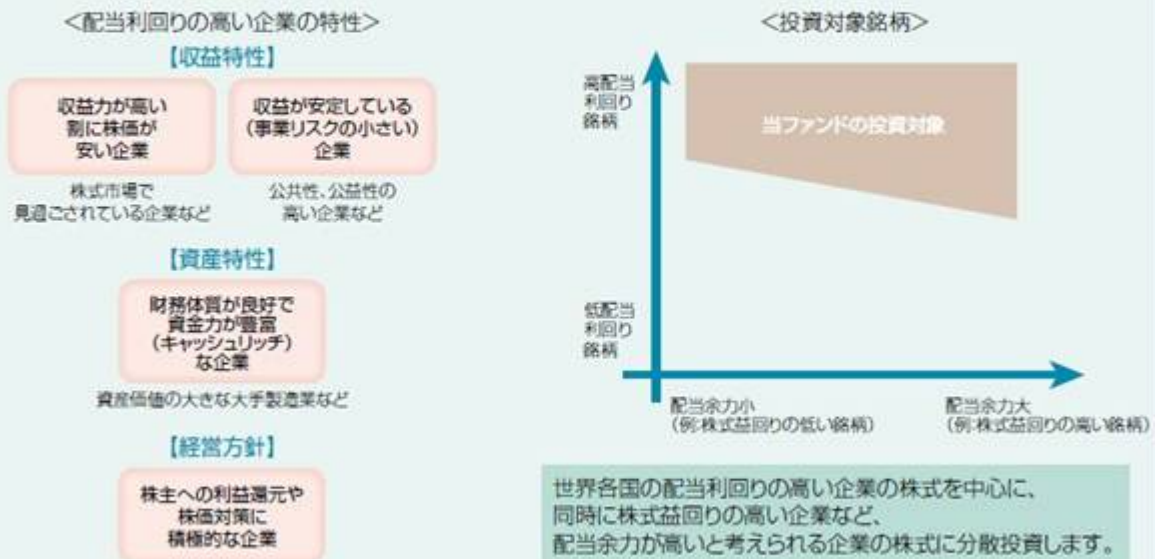 <配当利回りの高い企業の特性>
【収益特性】
収益力が高い
割に株価が
安い企業
株式市場で
見過ごされている企業など
収益が安定している
(事業リスクの小さい)
企業
公共性、公益性の
高い企業など
【資産特性】
財務体質が良好で
資金力が豊富
(キャッシュリッチ)
な企業
資産価値の大きな大手製造業など
【経営方針】
株主への利益還元や
株価対策に
積極的な企業
<投資対象銘柄>
高配当
利回り
銘柄
当ファンドの投資対象
低配当
利回り
銘柄
配当余力小
(例:株式益回りの低い銘柄)
配当余力大
(例:株式益回りの高い銘柄)
世界各国の配当利回りの高い企業の株式を中心に、
同時に株式益回りの高い企業など、
配当余力が高いと考えられる企業の株式に分散投資します。